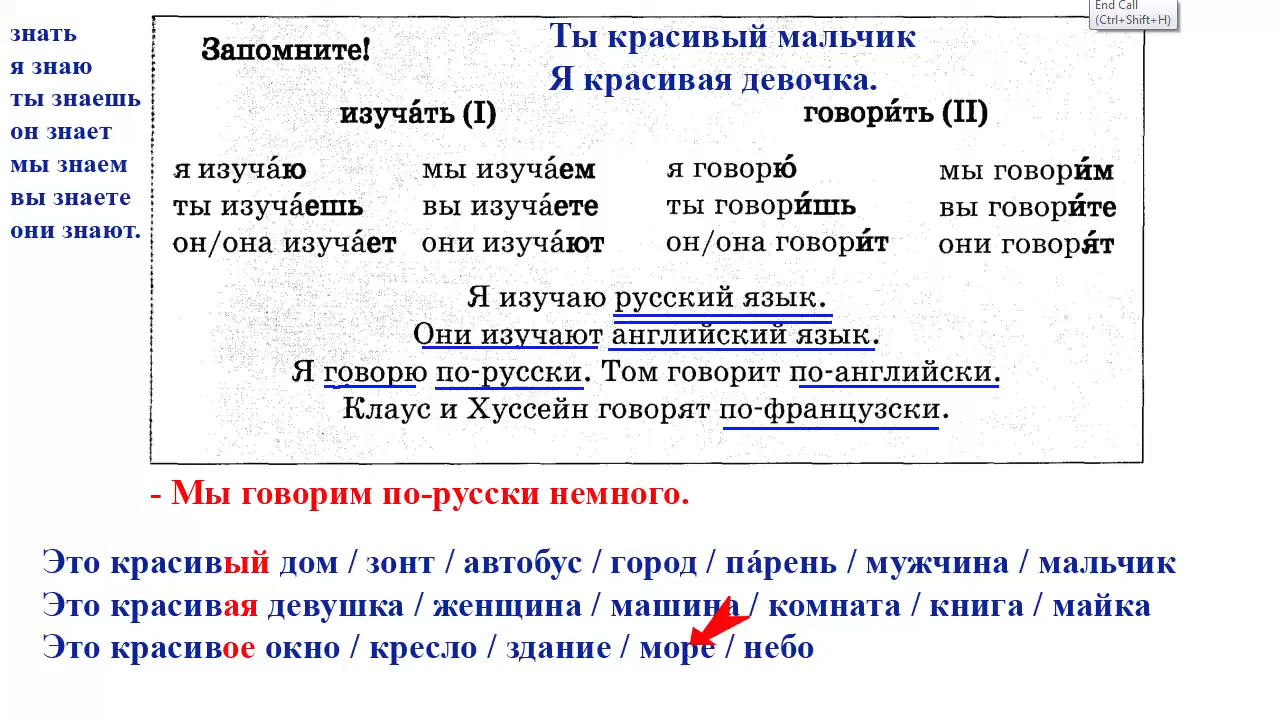 End Call
(Ctrl+Shift+H)
знать
я знаю
ты знаешь
он знает
мы знаем
вы знаете
они знают.
Запомните!
Ты красивый мальчик
Я красивая девочка.
изуча́ть (I)
говори́ть (II)
я изуча́ю мы изуча́ем
ты изуча́ешь вы изуча́ете
он/она изуча́ет они изуча́ют
я говорю́ мы говори́м
ты говори́шь вы говори́те
он/она говори́т они говоря́т
Я изучаю русский язык.
Они изучают английский язык.
Я говорю по-русски. Том говорит по-английски.
Клаус и Хуссейн говорят по-французски.
- Мы говорим по-русски немного.
Это красивый дом / зонт / автобус / город / па́рень / мужчина / мальчик
Это красивая девушка / женщина / машина / комната / книга / майка
Это красивое окно / кресло / здание / море / небо